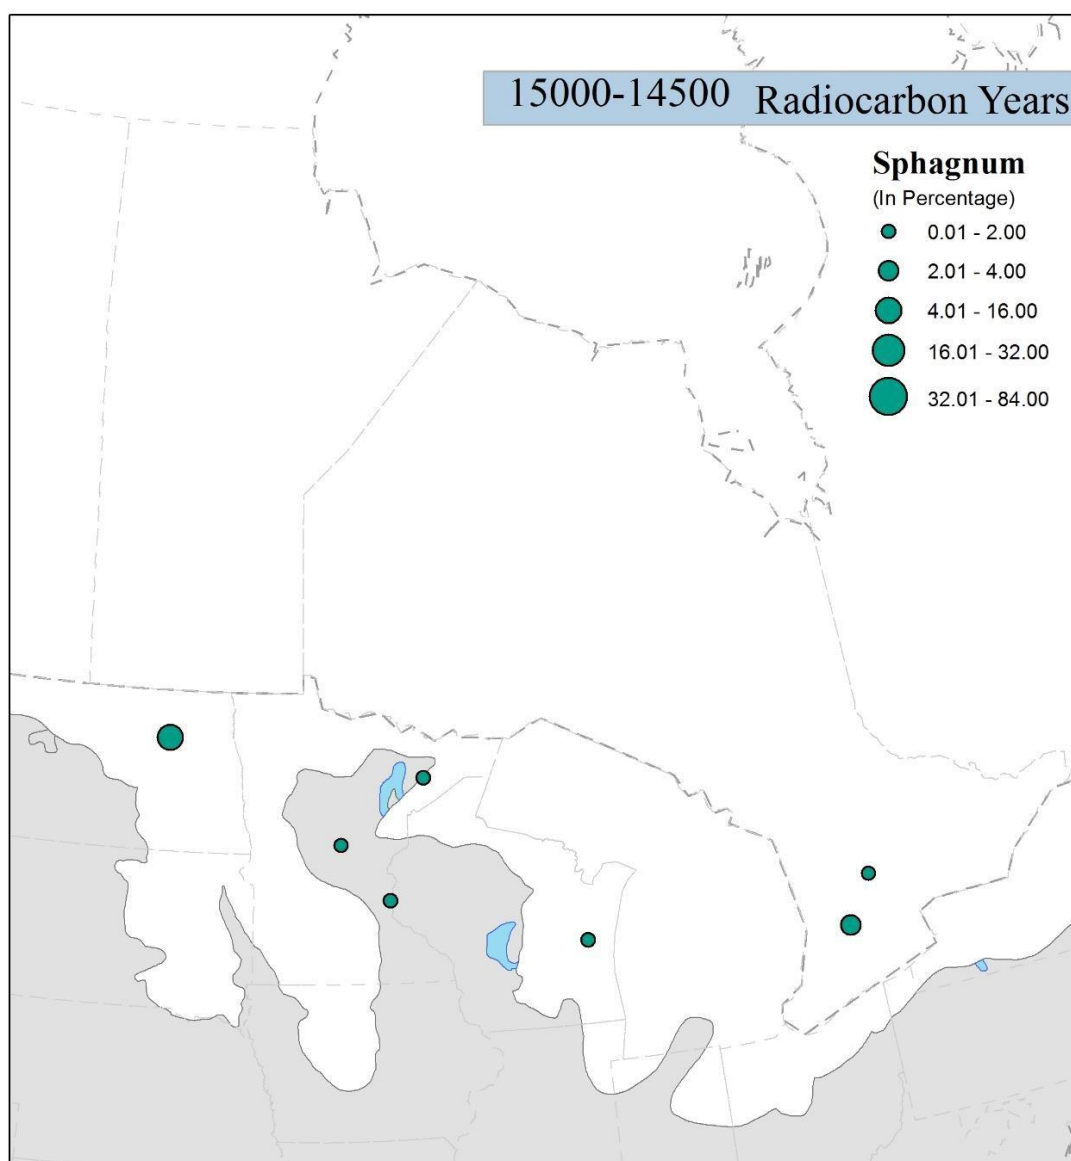 15000-14500 Radiocarbon Years
Sphagnum
(In Percentage)
0.01 - 2.00
2.01 - 4.00
4.01 - 16.00
16.01 - 32.00
32.01 - 84.00